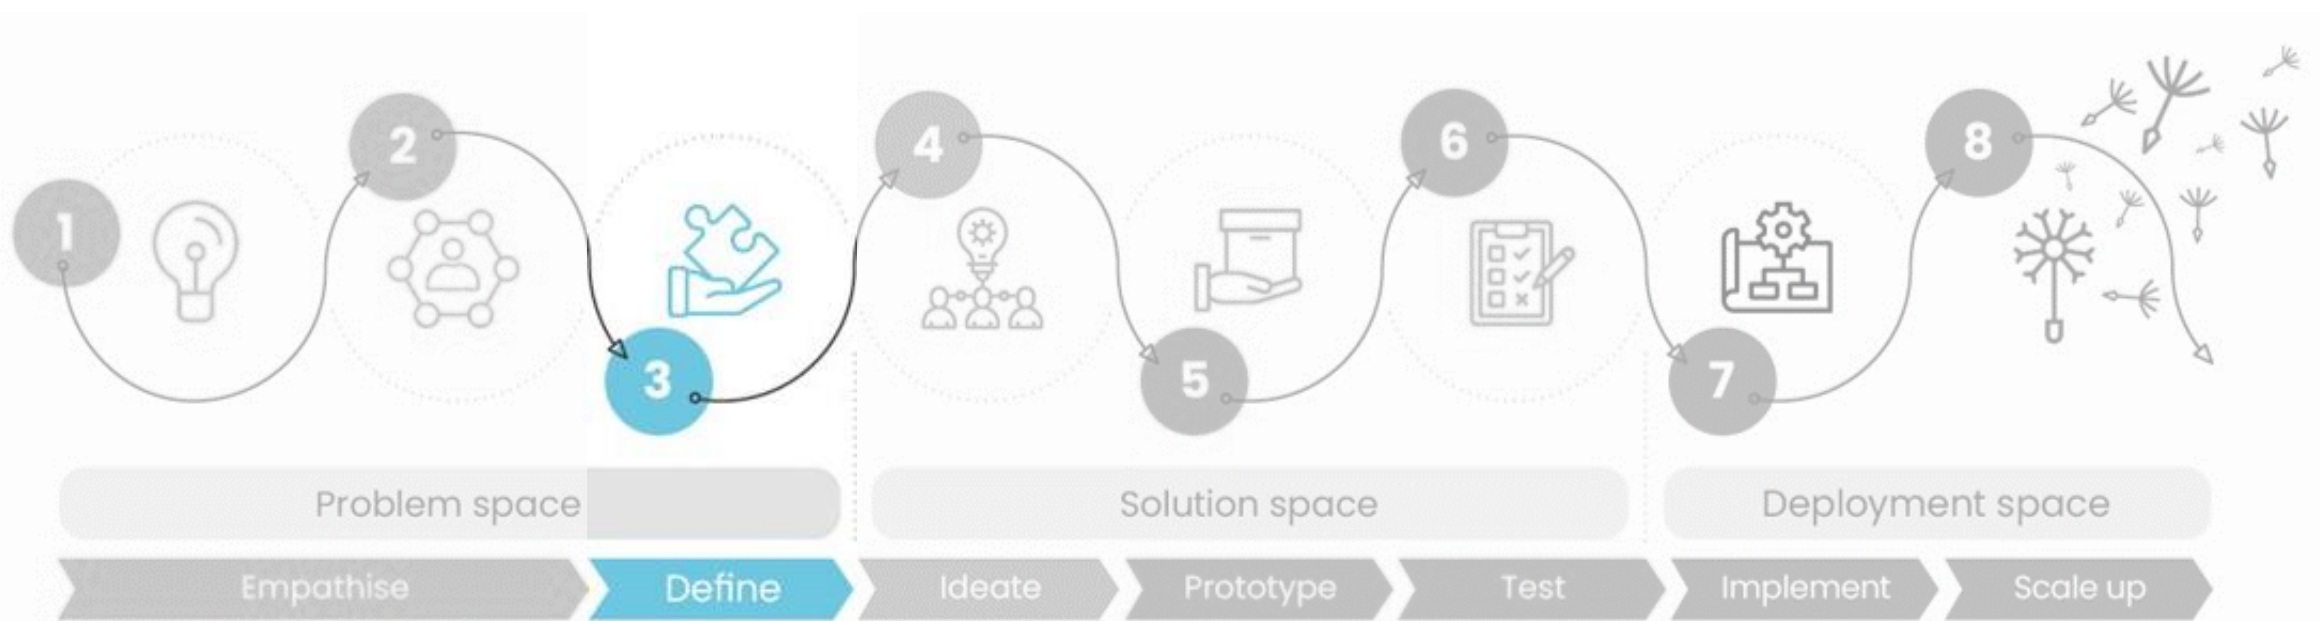 1
2
3
4
5
6
7
8
Problem space
Solution space
Deployment space
Empathise
Define
Ideate
Prototype
Test
Implement
Scale up